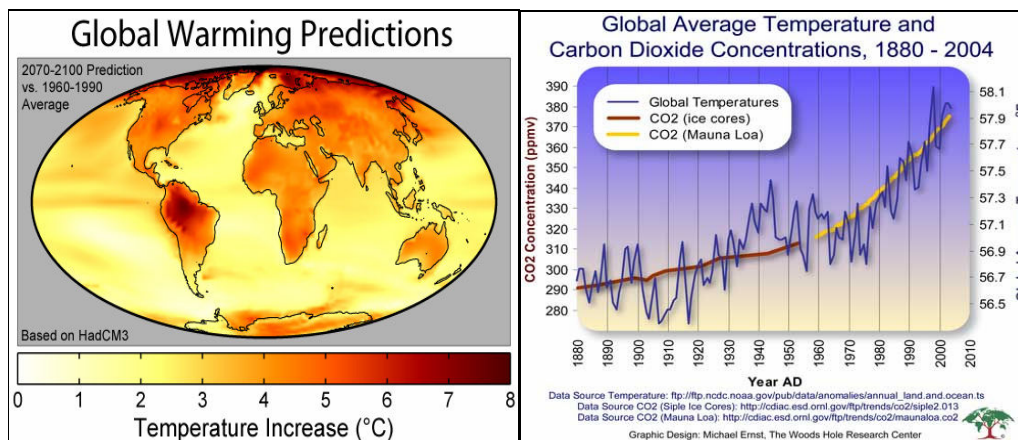 Global Warming Predictions
2070-2100 Prediction
vs. 1960-1990
Average
Based on HadCM3
0 1 2 3 4 5 6 7 8
Temperature Increase (°C)
Global Average Temperature and
Carbon Dioxide Concentrations, 1880 - 2004
Global Temperatures
CO2 (ice cores)
CO2 (Mauna Loa)
CO2 Concentration (ppmv)
390
380
370
360
350
340
330
320
310
300
290
280
58.1
57.9
57.7
57.5
57.3
57.1
56.9
56.7
56.5
1880 1890 1900 1910 1920 1930 1940 1950 1960 1970 1980 1990 2000 2010
Year AD
Data Source Temperature: ftp://ftp.ncdc.noaa.gov/pub/data/anomalies/annual_land.and.ocean.ts
Data Source CO2 (Siple Ice Cores): http://cdiac.esd.ornl.gov/ftp/trends/co2/siple2.013
Data Source CO2 (Mauna Loa): http://cdiac.esd.ornl.gov/ftp/trends/co2/maunaloa.co2
Graphic Design: Michael Ernst, The Woods Hole Research Center